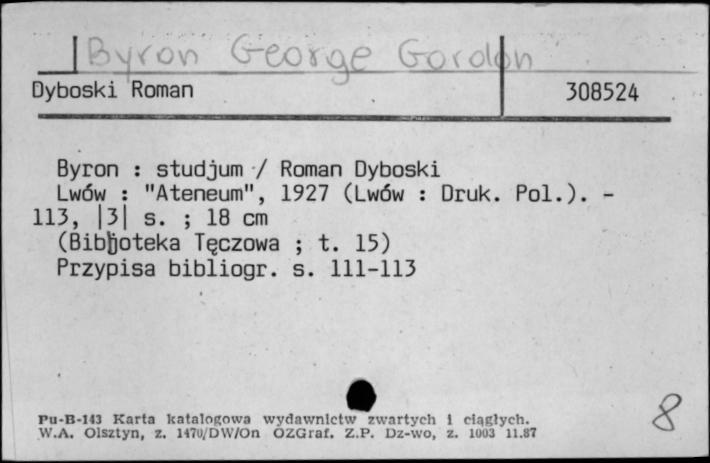 Byron George Gordon
Dyboski Roman 308524
Byron : studjum / Roman Dyboski
Lwów : "Ateneum", 1927 (Lwów : Druk. Pol.). -
113, |3| s. ; 18 cm
(Bibljoteka Tęczowa ; t. 15)
Przypisa bibliogr. s. 111-113
Pu-B-143 Karta katalogowa wydawnictw zwartych i ciągłych.
W.A. Olsztyn, z. 1470/DW/On OZGraf. Z.P. Dz-wo, z. 1003 11.87
8